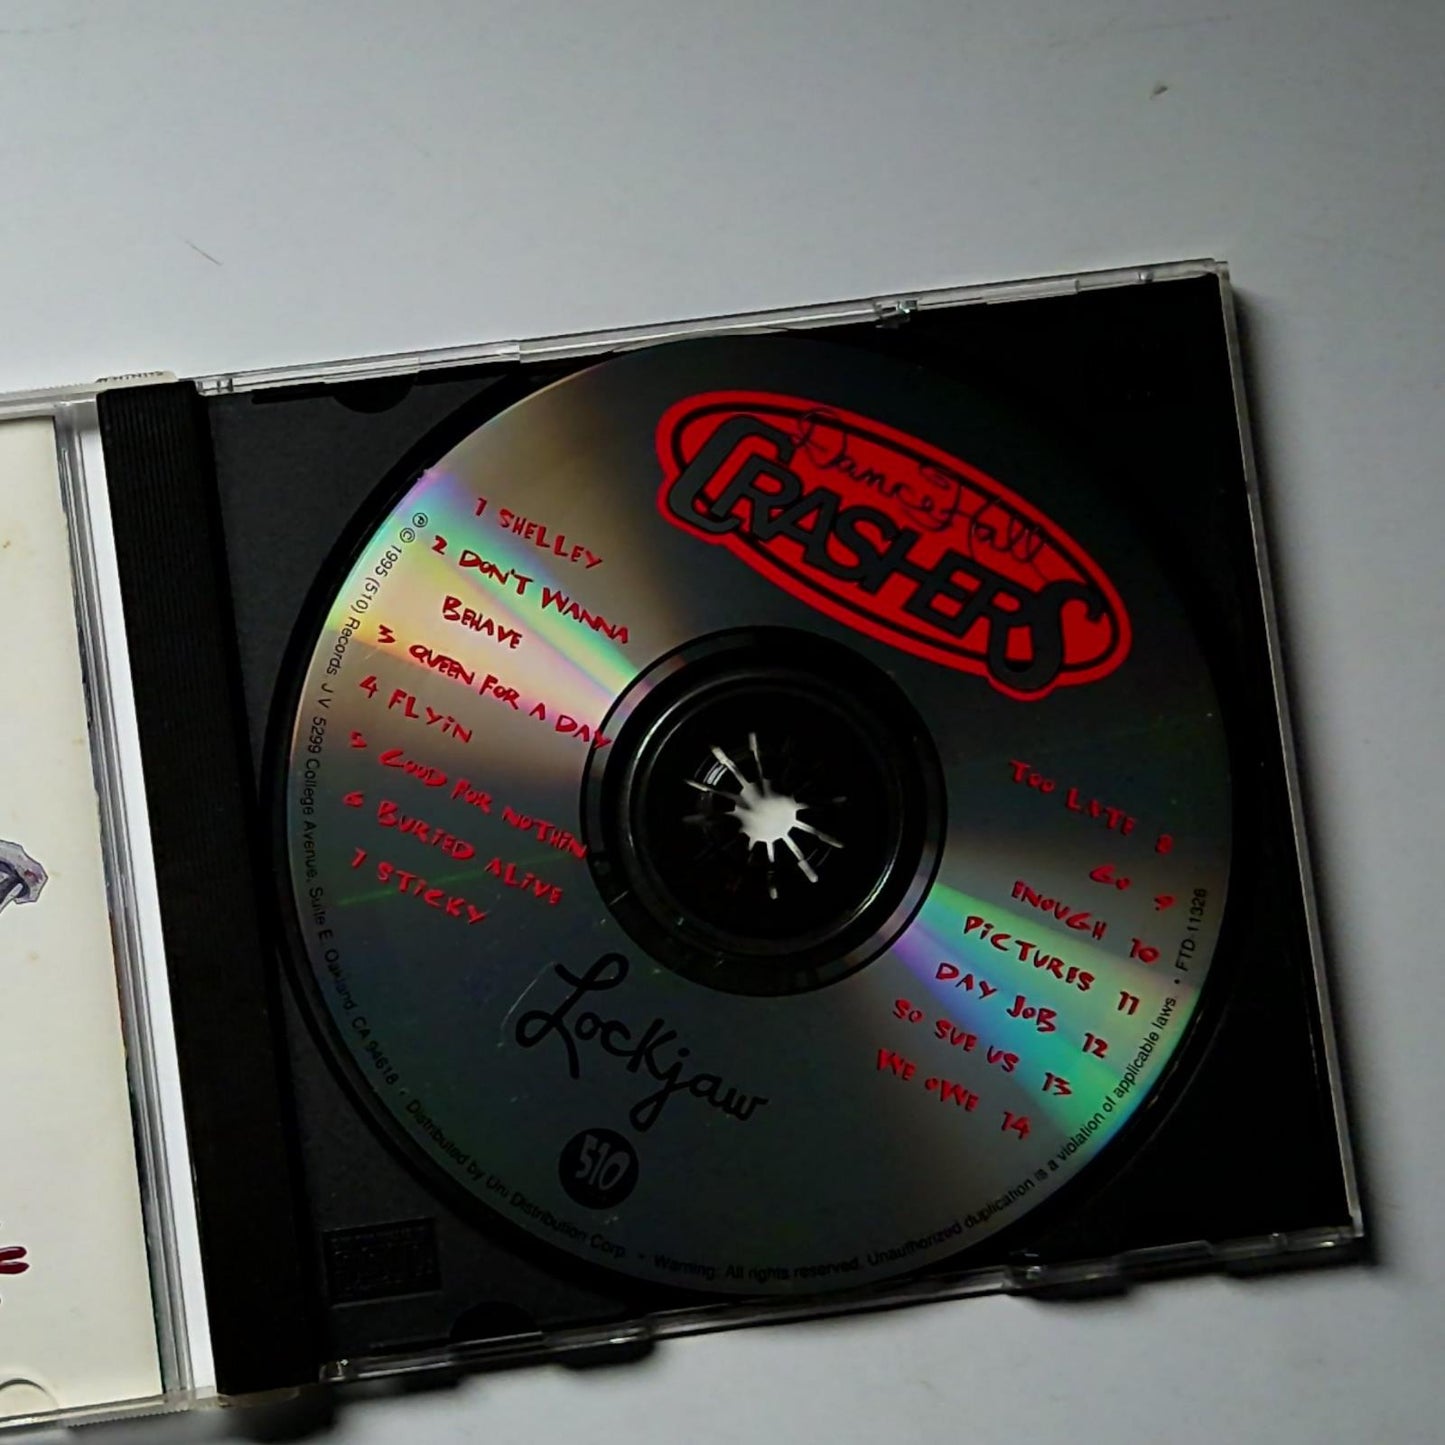 Dance Hall
CRASHERS
1 SHELLEY
2 DON'T WANNA
BEHAVE
3 QUEEN FOR A DAY
4 FLYIN
5 GOOD FOR NOTHIN
6 BURIED ALIVE
7 STICKY
TOO LATE 8
GO 9
ENOUGH 10
PICTURES 11
DAY JOB 12
SO SUE US 13
WE OWE 14
Lockjaw
510
℗ © 1995 (510) Records J V 5299 College Avenue, Suite E Oakland, CA 94618 • Distributed by Uni Distribution Corp. • Warning: All rights reserved. Unauthorized duplication is a violation of applicable laws. • FTD-11326